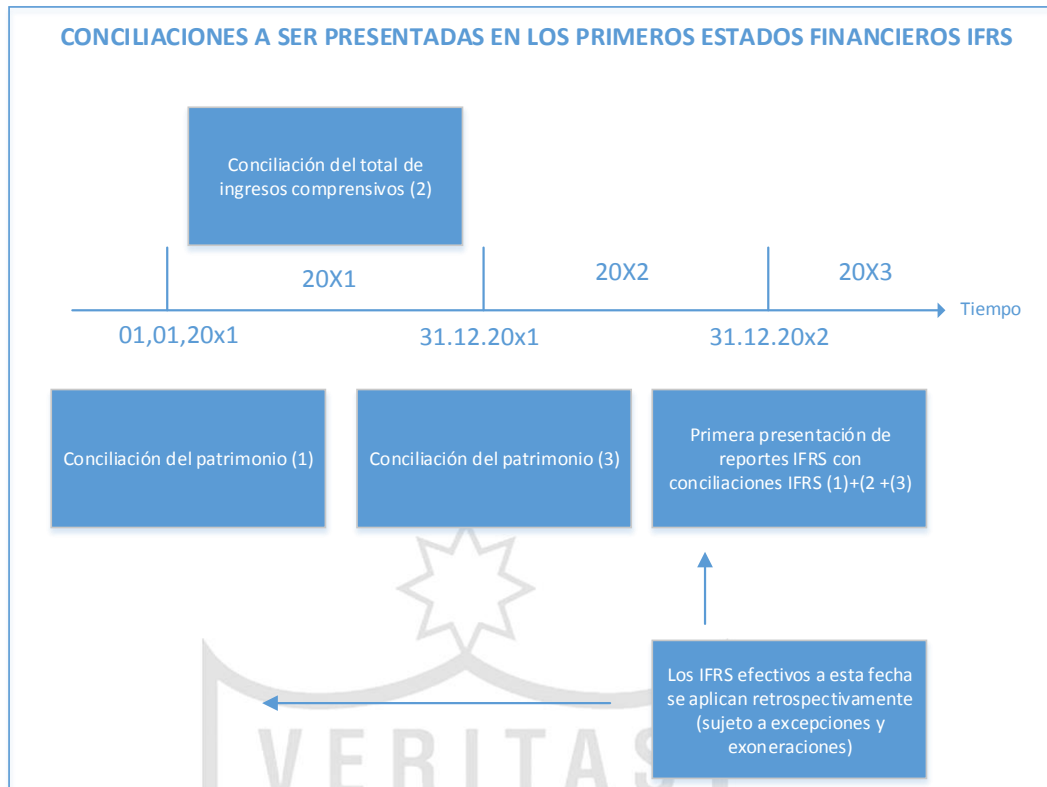 CONCILIACIONES A SER PRESENTADAS EN LOS PRIMEROS ESTADOS FINANCIEROS IFRS
Conciliación del total de
ingresos comprensivos (2)
20X1
20X2
20X3
Tiempo
01,01,20x1
31.12.20x1
31.12.20x2
Conciliación del patrimonio (1)
Conciliación del patrimonio (3)
Primera presentación de
reportes IFRS con
conciliaciones IFRS (1)+(2 +(3)
Los IFRS efectivos a esta fecha
se aplican retrospectivamente
(sujeto a excepciones y
exoneraciones)
VERITAS